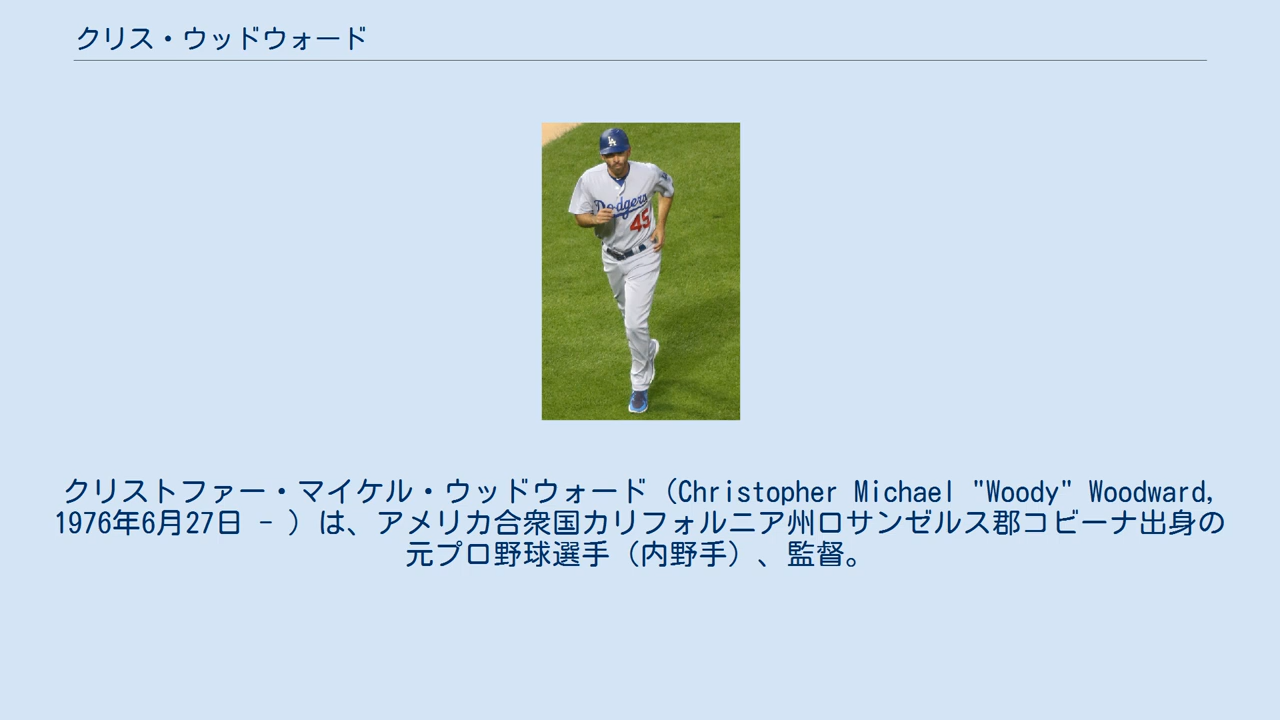 クリス・ウッドウォード
LA
Dodgers
45
クリストファー・マイケル・ウッドウォード（Christopher Michael "Woody" Woodward,
1976年6月27日 - ）は、アメリカ合衆国カリフォルニア州ロサンゼルス郡コビーナ出身の
元プロ野球選手（内野手）、監督。